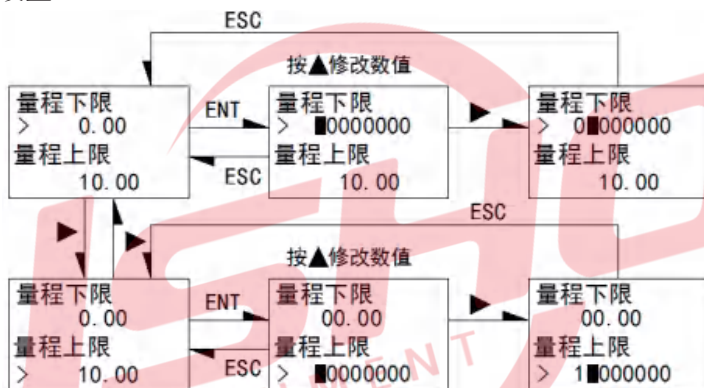 ESC
按▲修改数值
量程下限
> 0.00
量程上限
10.00
ENT
ESC
量程下限
> █0000000
量程上限
10.00
▶
量程下限
> 0█000000
量程上限
10.00
▶
▶
ESC
按▲修改数值
量程下限
0.00
量程上限
> 10.00
ENT
ESC
量程下限
00.00
量程上限
> █0000000
▶
量程下限
00.00
量程上限
> 1█000000